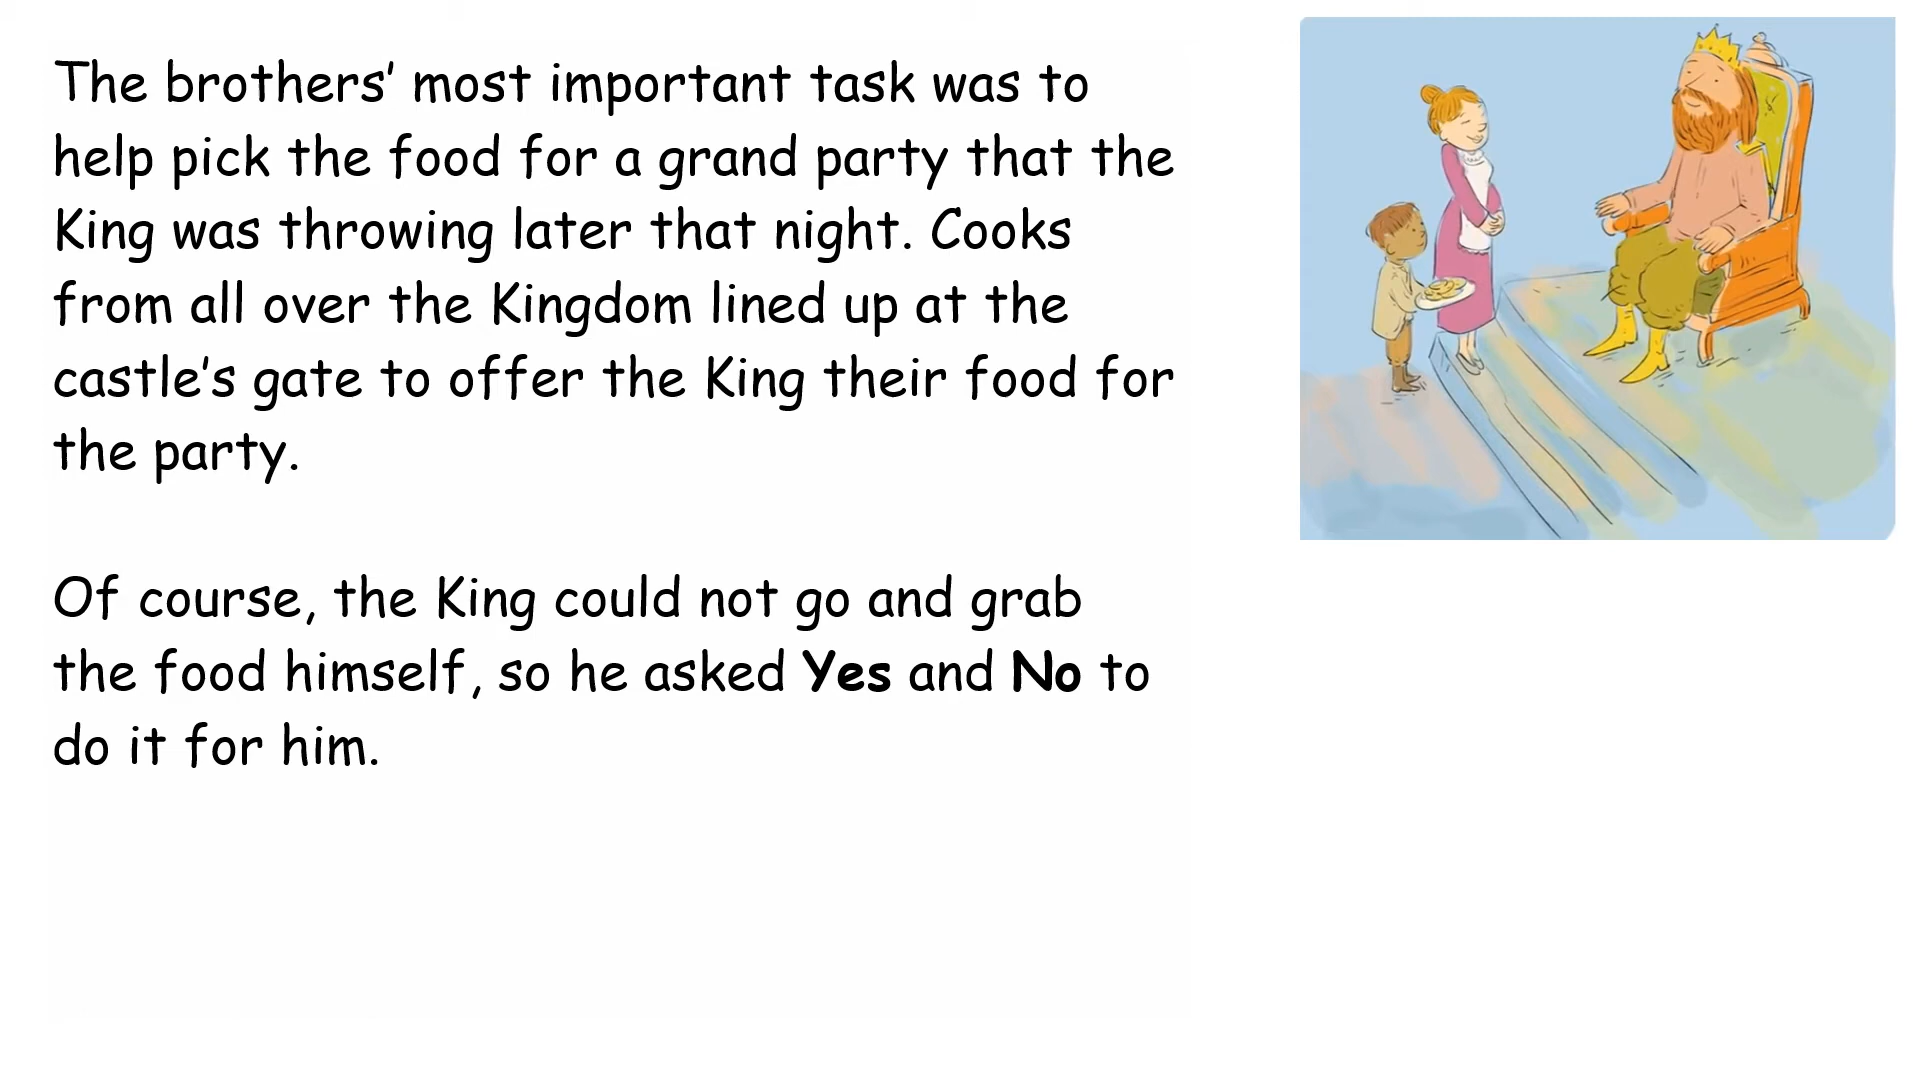 The brothers’ most important task was to
help pick the food for a grand party that the
King was throwing later that night. Cooks
from all over the Kingdom lined up at the
castle’s gate to offer the King their food for
the party.
Of course, the King could not go and grab
the food himself, so he asked Yes and No to
do it for him.